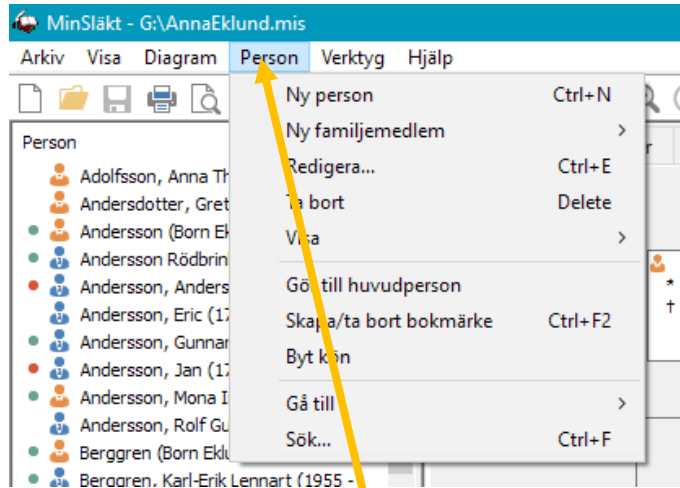 MinSläkt - G:\AnnaEklund.mis
Arkiv Visa Diagram Person Verktyg Hjälp
Person
Adolfsson, Anna Th
Andersdotter, Gret
Andersson (Born Ek
Andersson Rödbrin
Andersson, Anders
Andersson, Eric (17
Andersson, Gunnar
Andersson, Jan (17
Andersson, Mona I
Andersson, Rolf Gu
Berggren (Born Eklu
Berggren, Karl-Erik Lennart (1955 -
Ny person Ctrl+N
Ny familjemedlem >
Redigera... Ctrl+E
Ta bort Delete
Visa >
Gör till huvudperson
Skapa/ta bort bokmärke Ctrl+F2
Byt kön
Gå till >
Sök... Ctrl+F
r
*
†